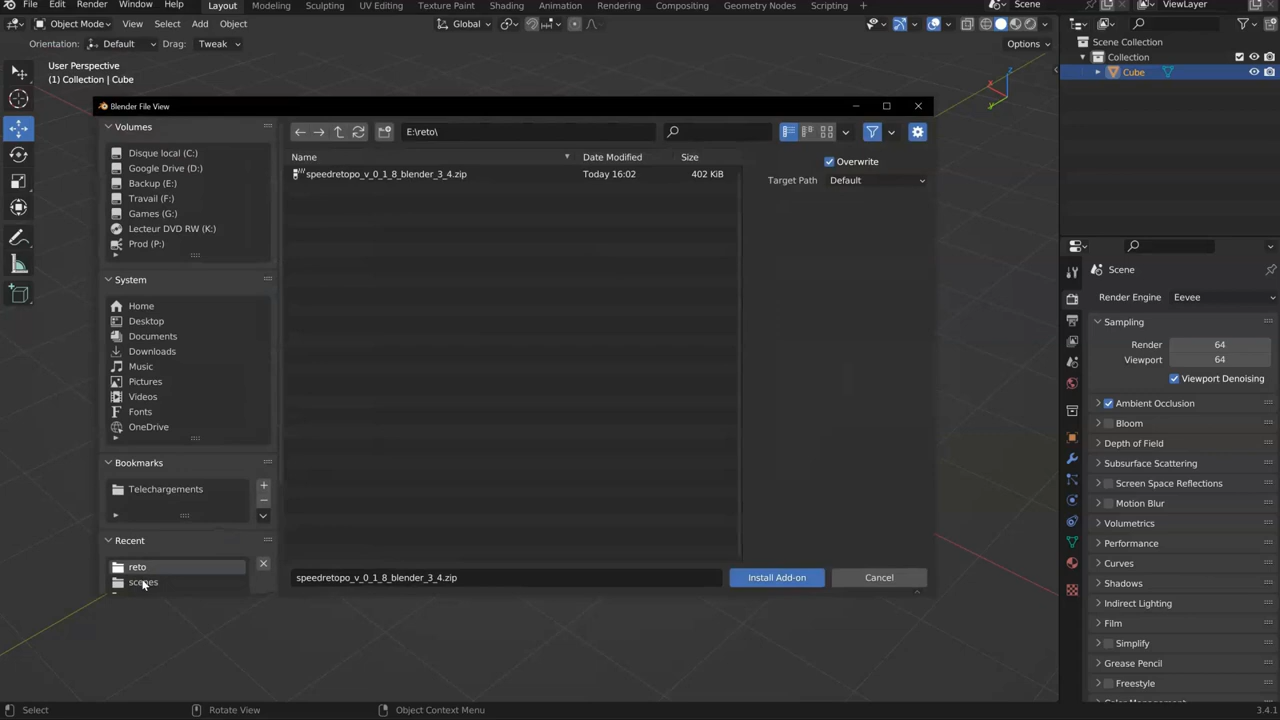 File Edit Render Window Help Layout Modeling Sculpting UV Editing Texture Paint Shading Animation Rendering Compositing Geometry Nodes Scripting + Scene ViewLayer
Object Mode View Select Add Object Global
Orientation: Default Drag: Tweak Options
User Perspective
(1) Collection | Cube
Scene Collection
Collection
Cube
Z
X
Y
Blender File View
Volumes
Disque local (C:)
Google Drive (D:)
Backup (E:)
Travail (F:)
Games (G:)
Lecteur DVD RW (K:)
Prod (P:)
System
Home
Desktop
Documents
Downloads
Music
Pictures
Videos
Fonts
OneDrive
Bookmarks
Telechargements
Recent
reto
scenes
E:\reto\
Name Date Modified Size
speedretopo_v_0_1_8_blender_3_4.zip Today 16:02 402 KiB
Overwrite
Target Path Default
speedretopo_v_0_1_8_blender_3_4.zip Install Add-on Cancel
Scene
Render Engine Eevee
Sampling
Render 64
Viewport 64
Viewport Denoising
Ambient Occlusion
Bloom
Depth of Field
Subsurface Scattering
Screen Space Reflections
Motion Blur
Volumetrics
Performance
Curves
Shadows
Indirect Lighting
Film
Simplify
Grease Pencil
Freestyle
Select Rotate View Object Context Menu 3.4.1